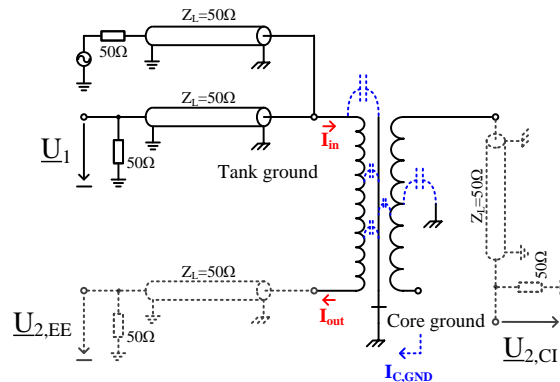 Z_L=50Ω
50Ω
Z_L=50Ω
U_1
50Ω
I_in
Tank ground
Z_L=50Ω
50Ω
Z_L=50Ω
U_2,EE
50Ω
I_out
Core ground
I_C,GND
U_2,CI